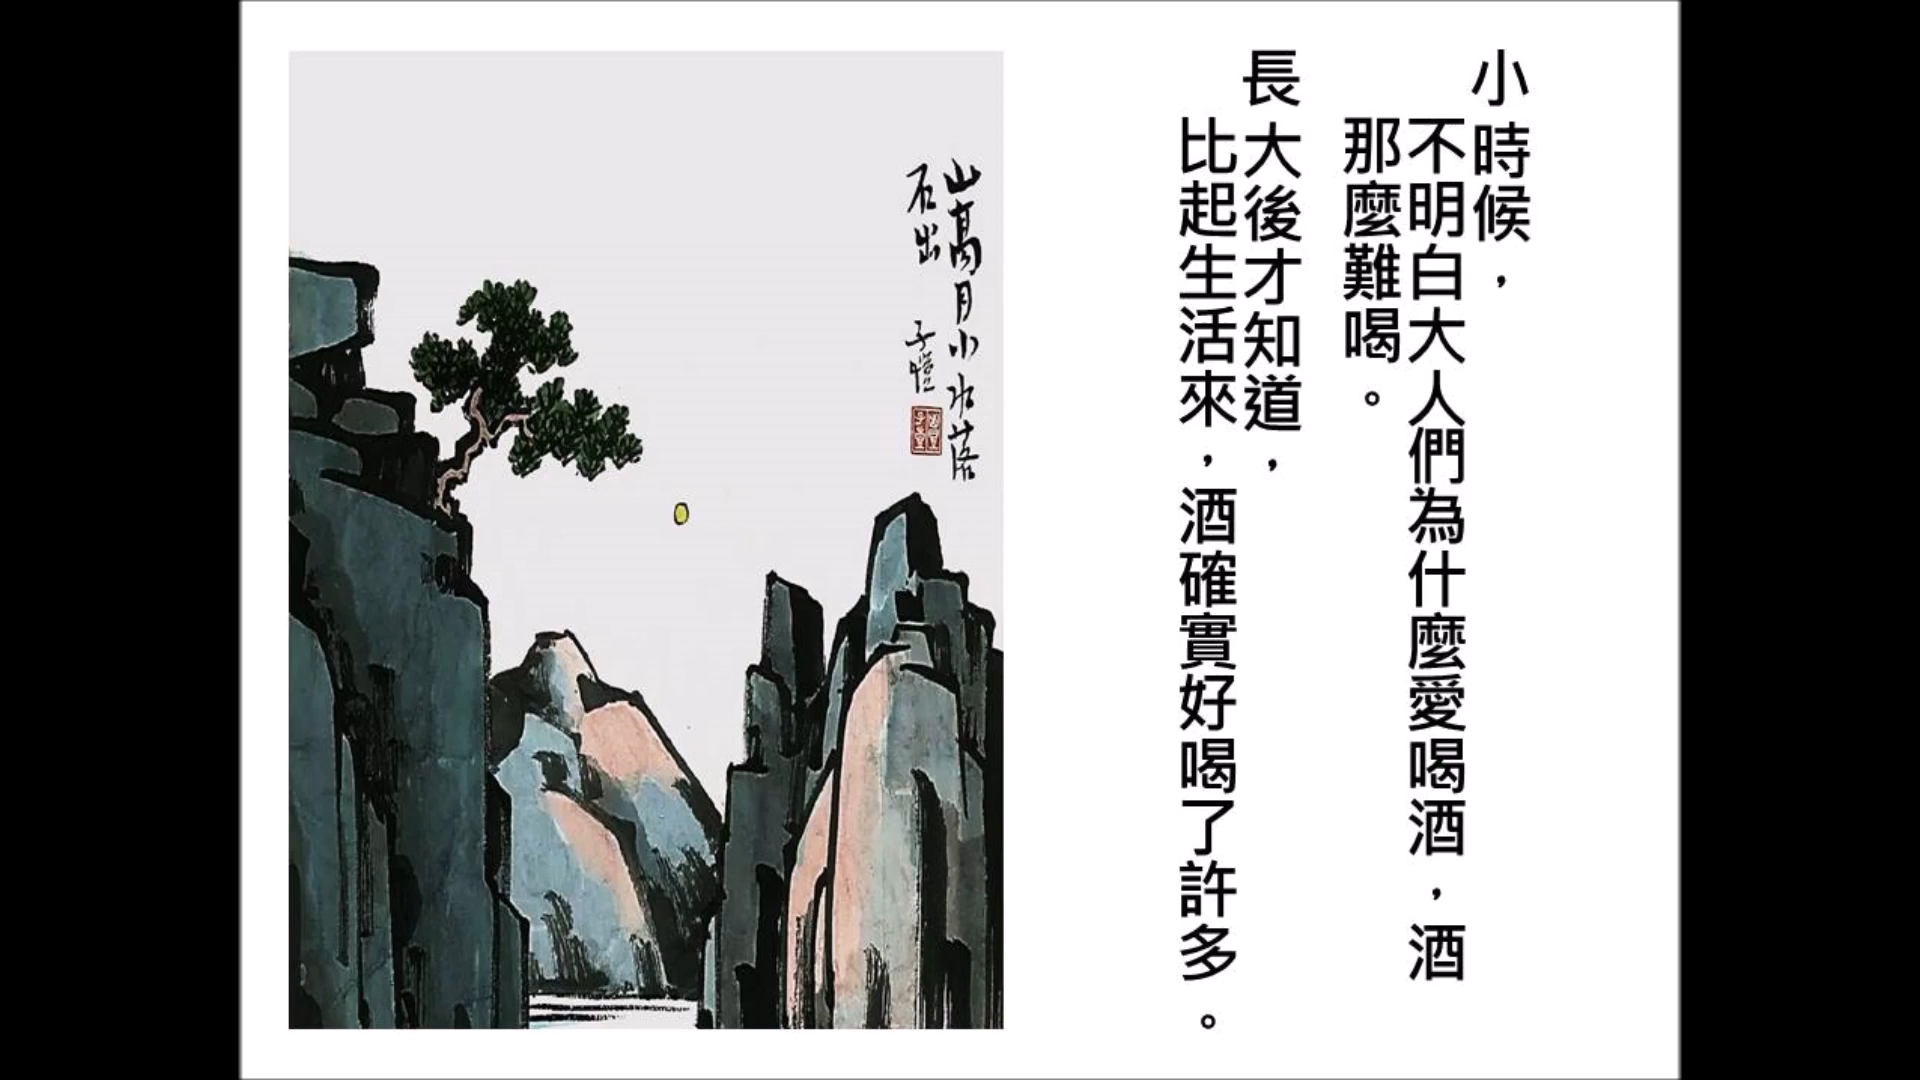 小時候，
不明白大人們為什麼愛喝酒，酒
那麼難喝。
長大後才知道，
比起生活來，酒確實好喝了許多。
山高月小水落
石出
子愷